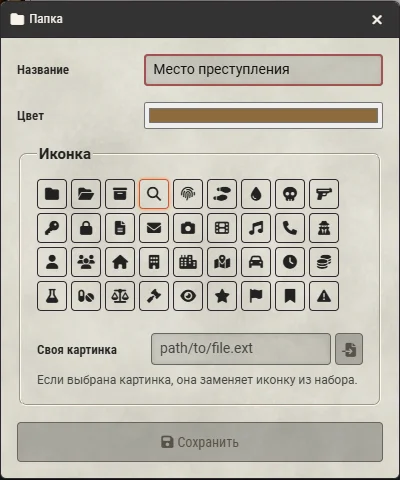 Папка
Название
Место преступления
Цвет
Иконка
Своя картинка
path/to/file.ext
Если выбрана картинка, она заменяет иконку из набора.
Сохранить